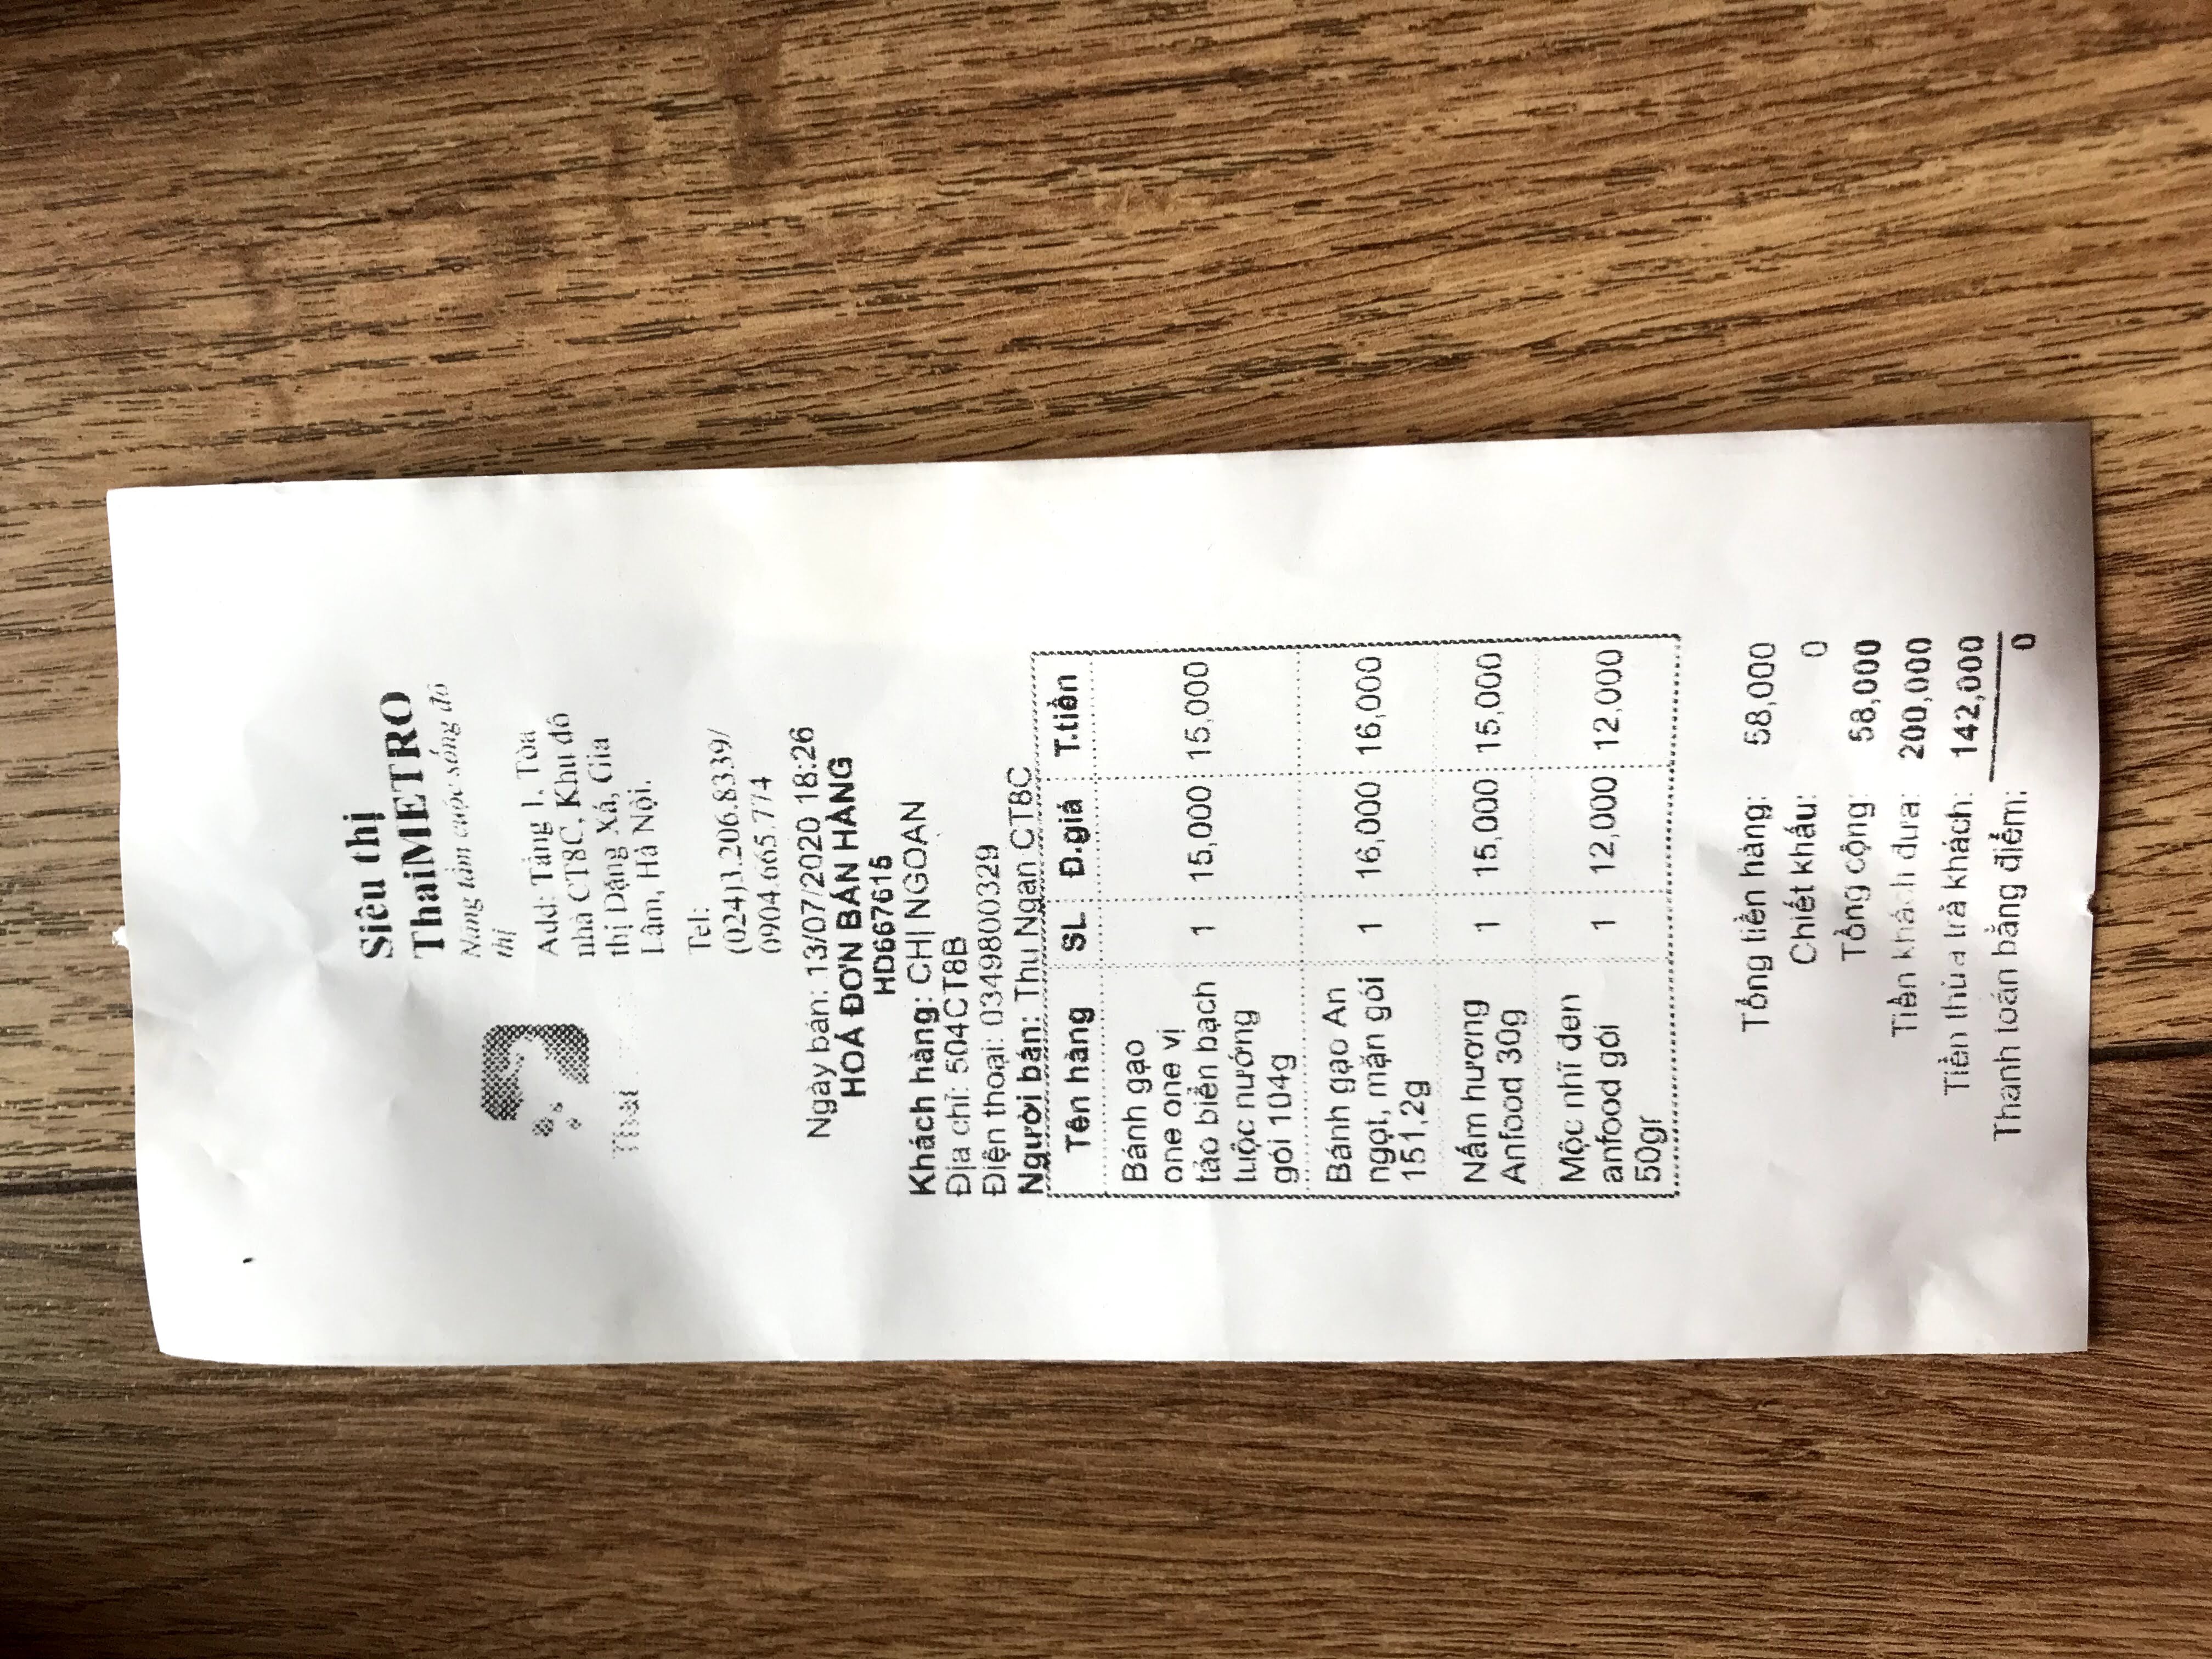 Siêu thị
ThaiMETRO
Nâng tầm cuộc sống đô
thị
Thai
Add: Tầng 1, Tòa
nhà CT8C, Khu đô
thị Đặng Xá, Gia
Lâm, Hà Nội.
Tel:
(024)3.206.8339/
0904.665.774
Ngày bán: 13/07/2020 18:26
HOÁ ĐƠN BÁN HÀNG
HD667615
Khách hàng: CHỊ NGOAN
Địa chỉ: 504CT8B
Điện thoại: 0349800329
Người bán: Thu Ngan CT8C
Tên hàng SL Đ.giá T.tiền
Bánh gạo
one one vị
tảo biển bạch 1 15,000 15,000
tuộc nướng
gói 104g
Bánh gạo An
ngọt, mặn gói 1 16,000 16,000
151,2g
Nấm hương 1 15,000 15,000
Anfood 30g
Mộc nhĩ đen
anfood gói 1 12,000 12,000
50gr
Tổng tiền hàng: 58,000
Chiết khấu: 0
Tổng cộng: 58,000
Tiền khách đưa: 200,000
Tiền thừa trả khách: 142,000
Thanh toán bằng điểm: 0